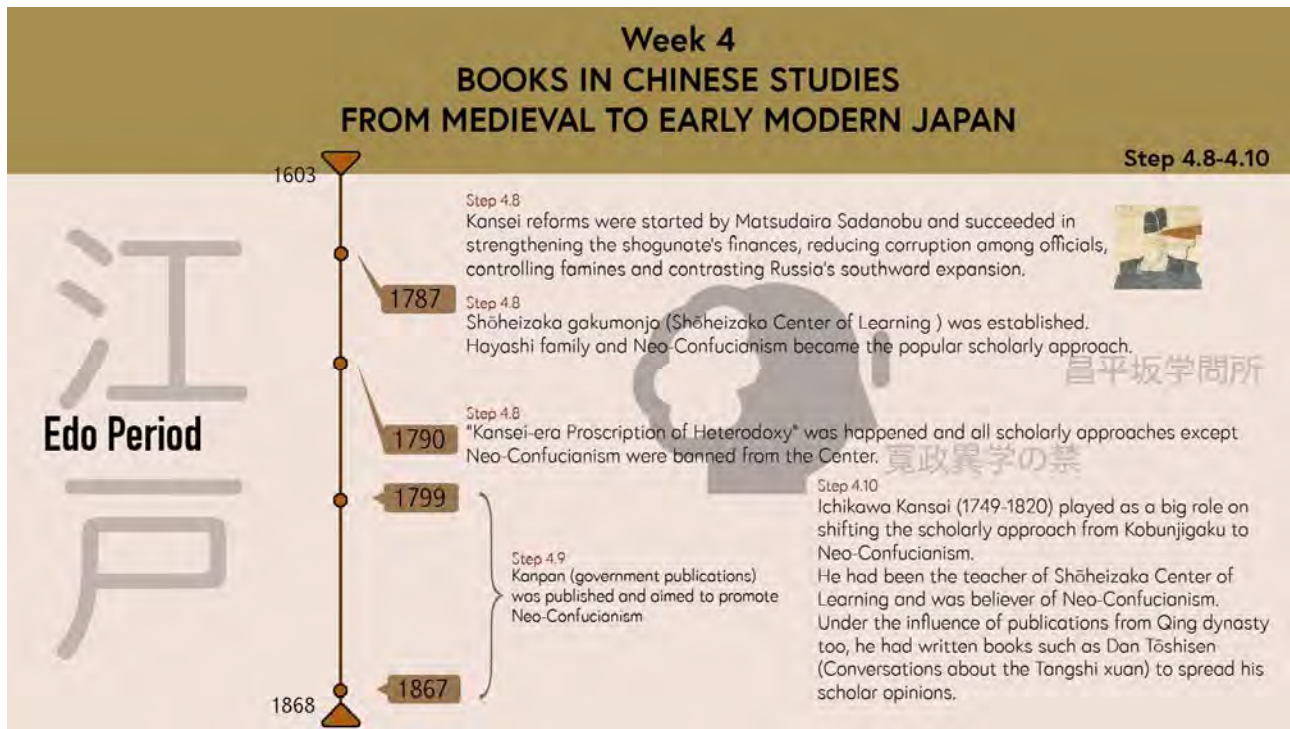 Week 4
BOOKS IN CHINESE STUDIES
FROM MEDIEVAL TO EARLY MODERN JAPAN
Step 4.8-4.10
1603
江戸
Edo Period
Step 4.8
Kansei reforms were started by Matsudaira Sadanobu and succeeded in
strengthening the shogunate's finances, reducing corruption among officials,
controlling famines and contrasting Russia's southward expansion.
1787
Step 4.8
Shōheizaka gakumonjo (Shōheizaka Center of Learning ) was established.
Hayashi family and Neo-Confucianism became the popular scholarly approach.
昌平坂学問所
1790
Step 4.8
"Kansei-era Proscription of Heterodoxy" was happened and all scholarly approaches except
Neo-Confucianism were banned from the Center.
寛政異学の禁
1799
Step 4.9
Kanpan (government publications)
was published and aimed to promote
Neo-Confucianism
Step 4.10
Ichikawa Kansai (1749-1820) played as a big role on
shifting the scholarly approach from Kobunjigaku to
Neo-Confucianism.
He had been the teacher of Shōheizaka Center of
Learning and was believer of Neo-Confucianism.
Under the influence of publications from Qing dynasty
too, he had written books such as Dan Tōshisen
(Conversations about the Tangshi xuan) to spread his
scholar opinions.
1867
1868